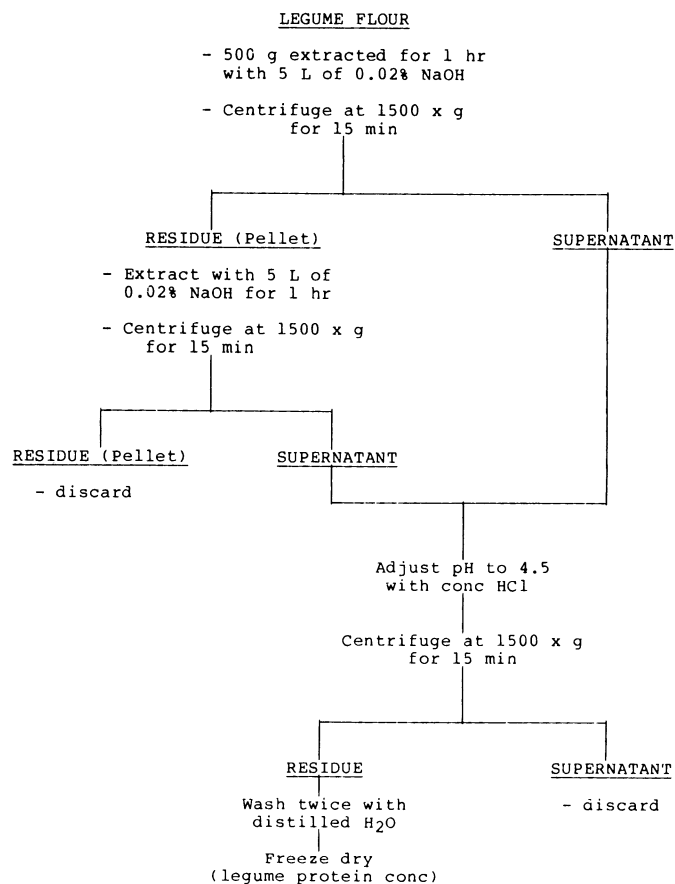 LEGUME FLOUR
- 500 g extracted for 1 hr
with 5 L of 0.02% NaOH
- Centrifuge at 1500 x g
for 15 min
RESIDUE (Pellet)
SUPERNATANT
- Extract with 5 L of
0.02% NaOH for 1 hr
- Centrifuge at 1500 x g
for 15 min
RESIDUE (Pellet)
SUPERNATANT
- discard
Adjust pH to 4.5
with conc HCl
Centrifuge at 1500 x g
for 15 min
RESIDUE
SUPERNATANT
Wash twice with
distilled H2O
- discard
Freeze dry
(legume protein conc)